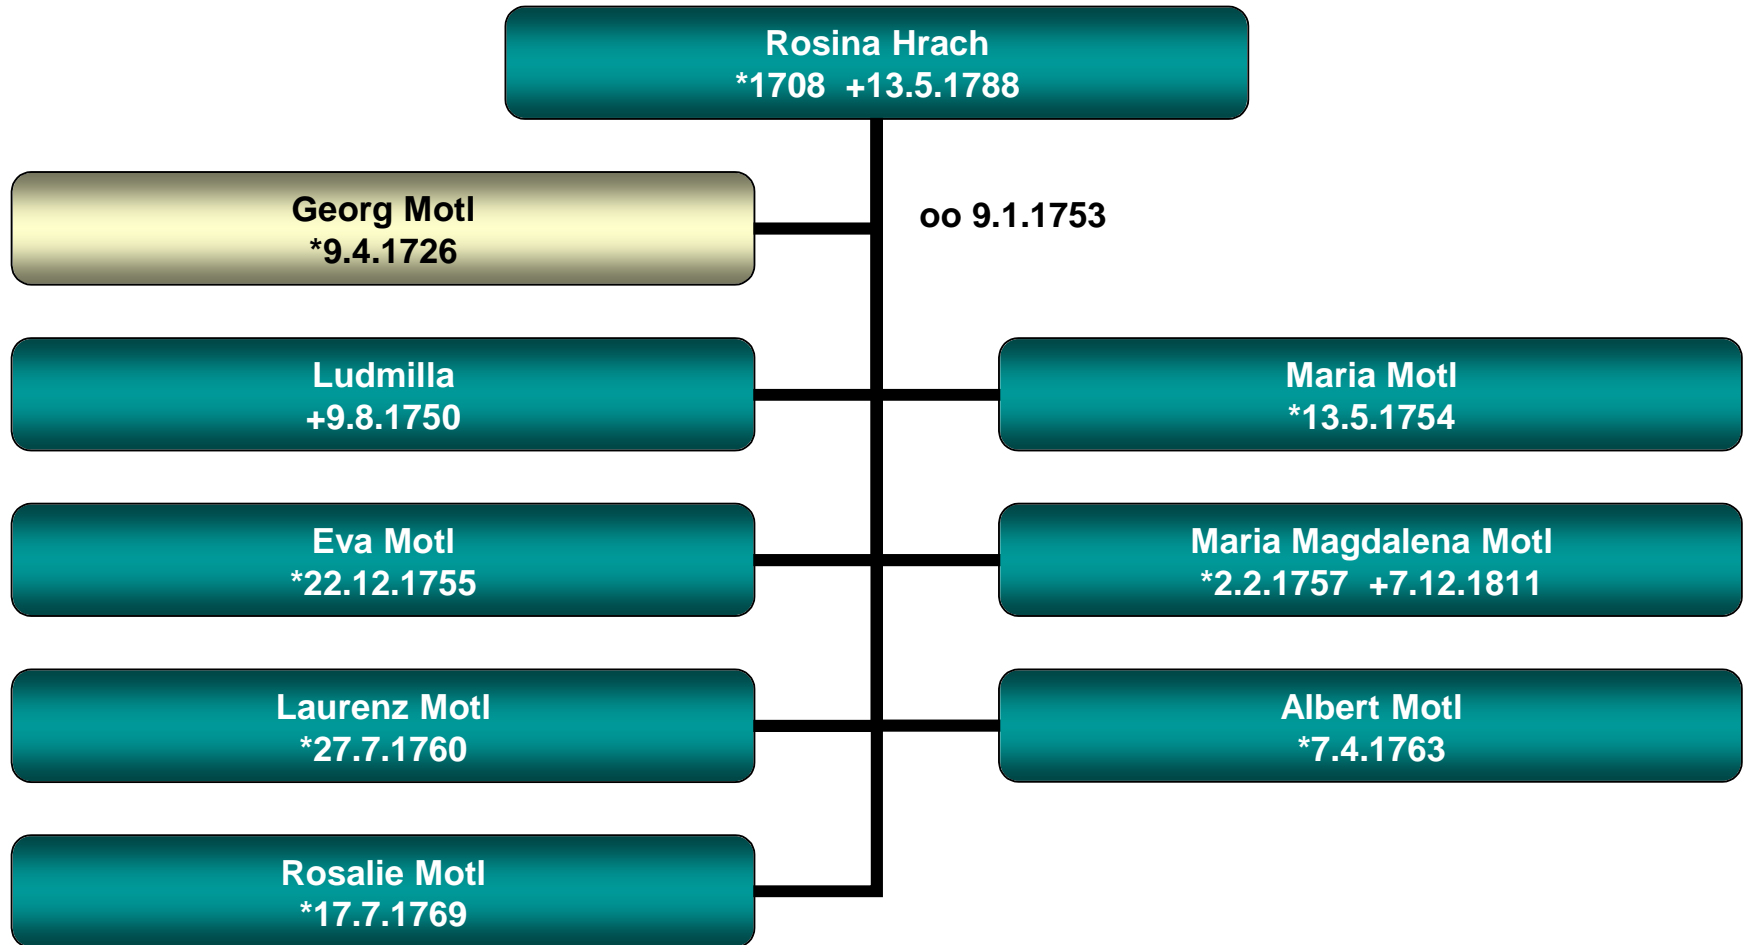 Rosina Hrach
*1708 +13.5.1788
Georg Motl
*9.4.1726
oo 9.1.1753
Ludmilla
+9.8.1750
Maria Motl
*13.5.1754
Eva Motl
*22.12.1755
Maria Magdalena Motl
*2.2.1757 +7.12.1811
Laurenz Motl
*27.7.1760
Albert Motl
*7.4.1763
Rosalie Motl
*17.7.1769